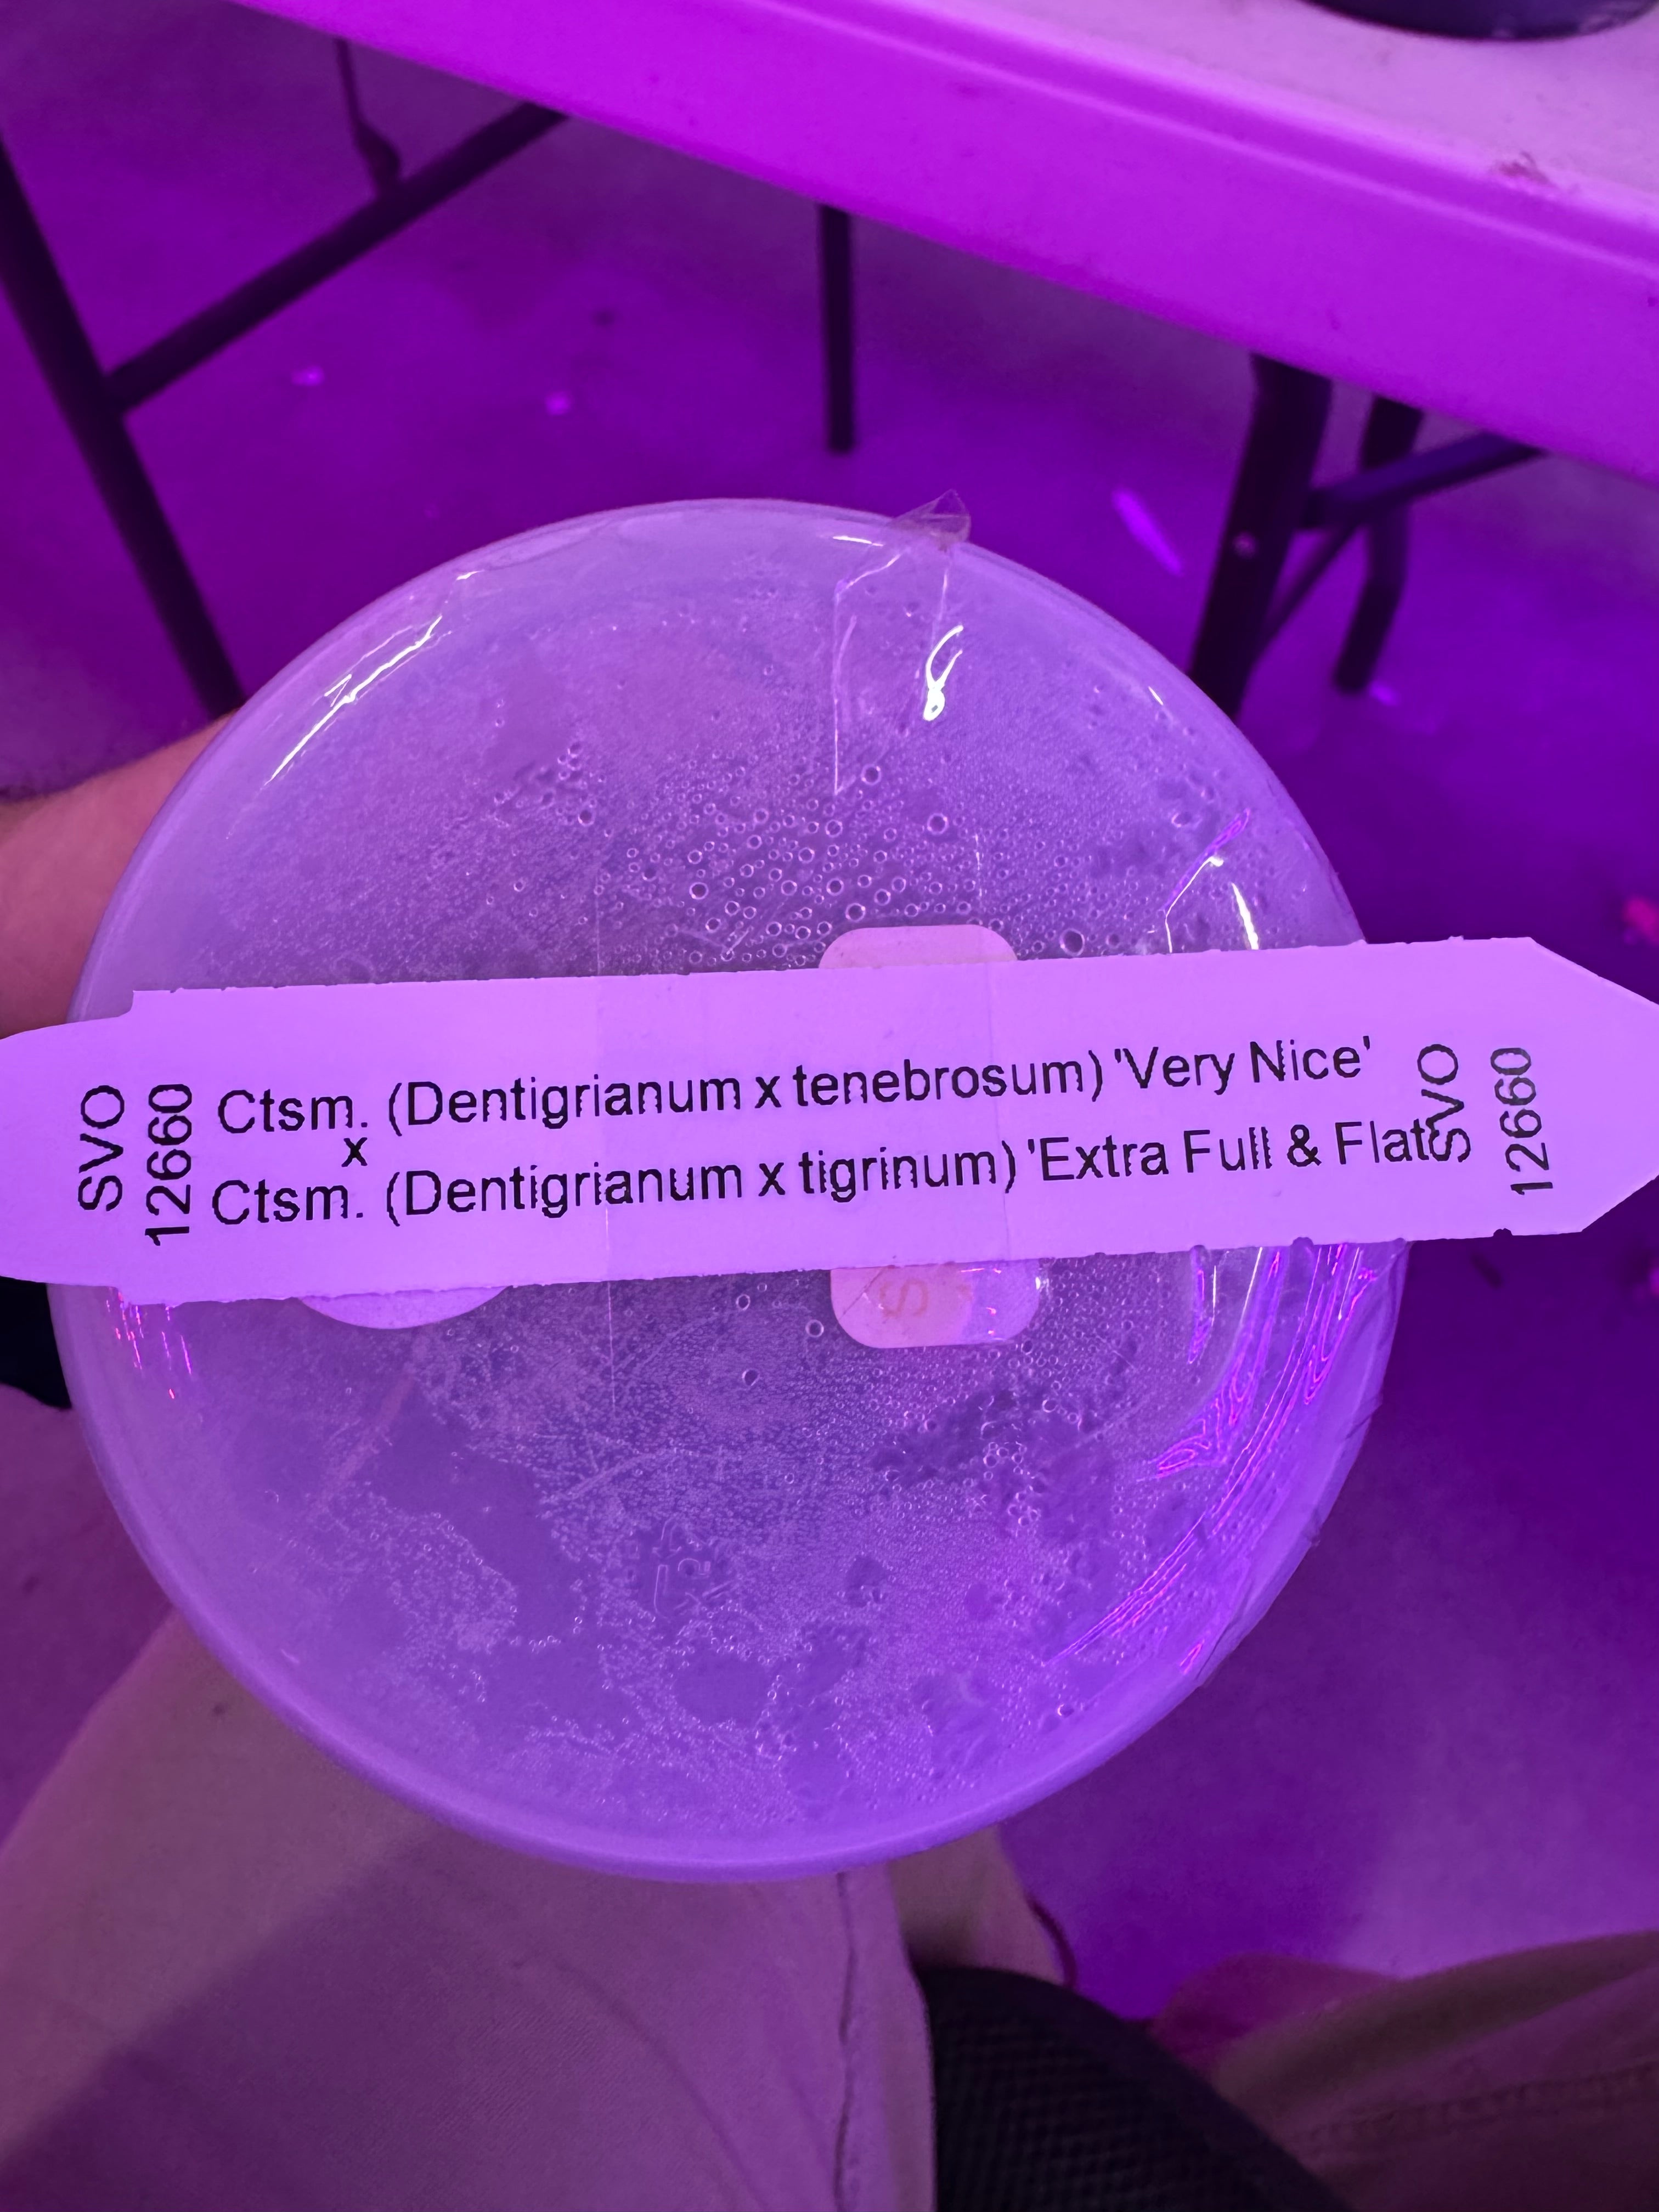 SVO
12660
Ctsm. (Dentigrianum x tenebrosum) 'Very Nice'
x
Ctsm. (Dentigrianum x tigrinum) 'Extra Full & Flat
SVO
12660
S